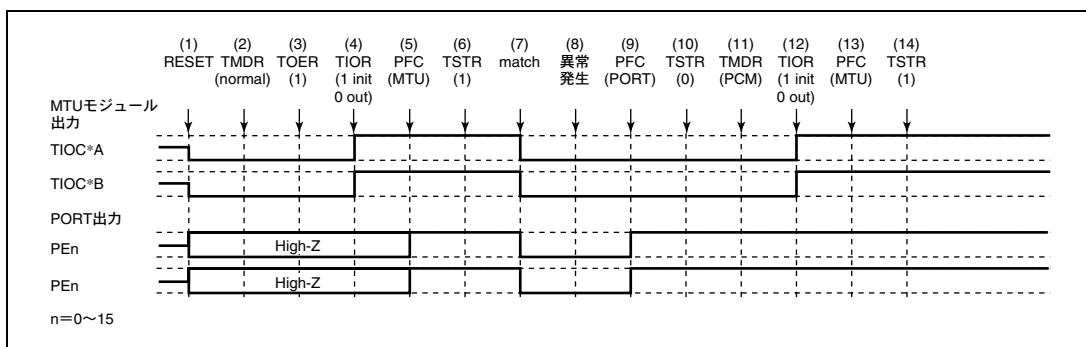 (1) (2) (3) (4) (5) (6) (7) (8) (9) (10) (11) (12) (13) (14)
RESET TMDR TOER TIOR PFC TSTR match 異常 PFC TSTR TMDR TIOR PFC TSTR
(normal) (1) (1 init (MTU) (1) 発生 (PORT) (0) (PCM) (1 init (MTU) (1)
0 out) 0 out)
MTUモジュール
出力
TIOC*A
TIOC*B
PORT出力
PEn High-Z
PEn High-Z
n＝0～15